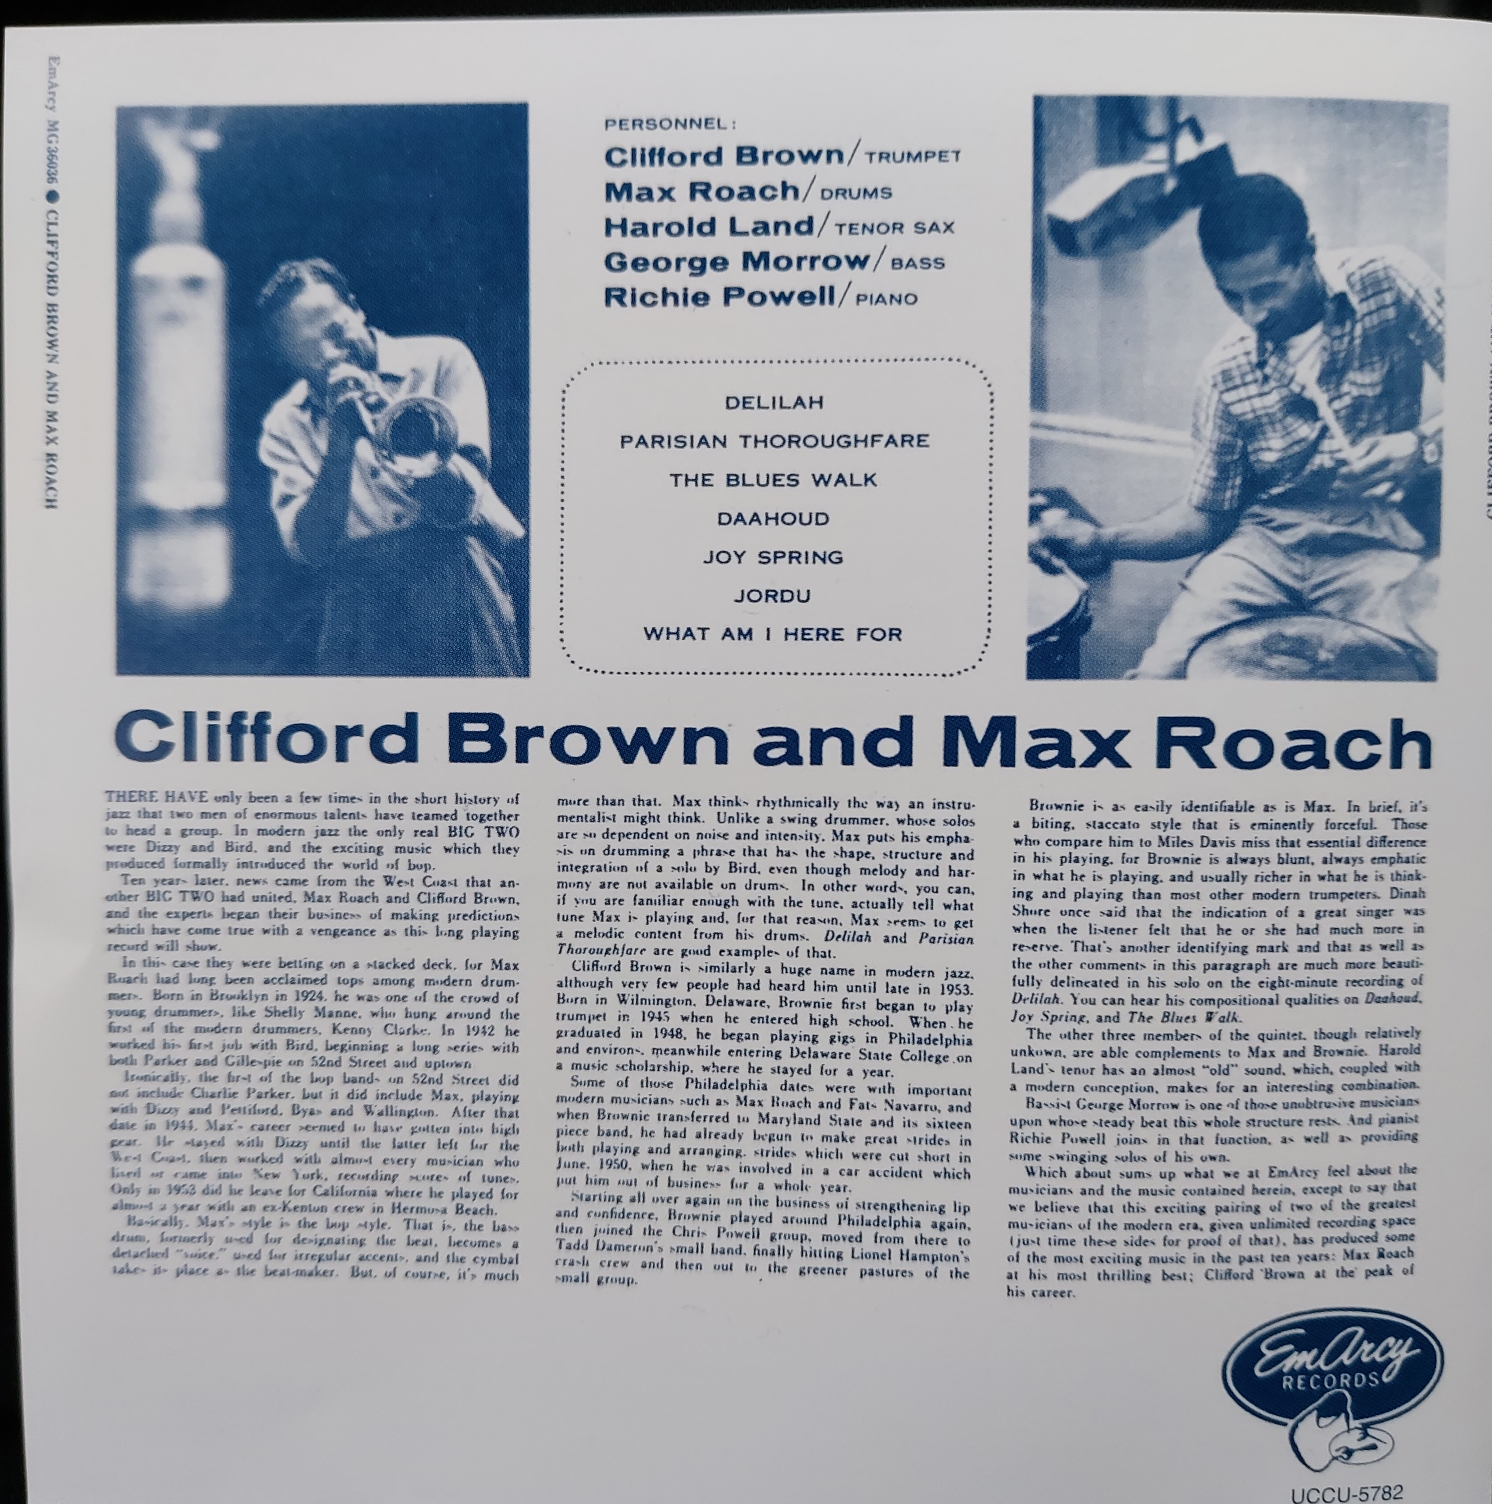 EmArcy MG36036 ● CLIFFORD BROWN AND MAX ROACH
PERSONNEL:
Clifford Brown/TRUMPET
Max Roach/DRUMS
Harold Land/TENOR SAX
George Morrow/BASS
Richie Powell/PIANO
DELILAH
PARISIAN THOROUGHFARE
THE BLUES WALK
DAAHOUD
JOY SPRING
JORDU
WHAT AM I HERE FOR
Clifford Brown and Max Roach
THERE HAVE only been a few times in the short history of
jazz that two men of enormous talents have teamed together
to head a group. In modern jazz the only real BIG TWO
were Dizzy and Bird, and the exciting music which they
produced formally introduced the world of bop.
Ten years later, news came from the West Coast that an-
other BIG TWO had united, Max Roach and Clifford Brown,
and the experts began their business of making predictions
which have come true with a vengeance as this long playing
record will show.
In this case they were betting on a stacked deck, for Max
Roach had long been acclaimed tops among modern drum-
mers. Born in Brooklyn in 1924, he was one of the crowd of
young drummers, like Shelly Manne, who hung around the
first of the modern drummers, Kenny Clarke. In 1942 he
worked his first job with Bird, beginning a long series with
both Parker and Gillespie on 52nd Street and uptown
Ironically, the first of the bop bands on 52nd Street did
not include Charlie Parker, but it did include Max, playing
with Dizzy and Pettiford, Byas and Wallington. After that
date in 1944, Max's career seemed to have gotten into high
gear. He stayed with Dizzy until the latter left for the
West Coast, then worked with almost every musician who
lived or came into New York, recording scores of tunes.
Only in 1953 did he leave for California where he played for
almost a year with an ex-Kenton crew in Hermosa Beach.
Basically, Max's style is the bop style. That is, the bass
drum, formerly used for designating the beat, becomes a
detached "voice," used for irregular accents, and the cymbal
takes its place as the beat-maker. But, of course, it's much
more than that. Max thinks rhythmically the way an instru-
mentalist might think. Unlike a swing drummer, whose solos
are so dependent on noise and intensity, Max puts his empha-
sis on drumming a phrase that has the shape, structure and
integration of a solo by Bird, even though melody and har-
mony are not available on drums. In other words, you can,
if you are familiar enough with the tune, actually tell what
tune Max is playing and, for that reason, Max seems to get
a melodic content from his drums. Delilah and Parisian
Thoroughfare are good examples of that.
Clifford Brown is similarly a huge name in modern jazz,
although very few people had heard him until late in 1953.
Born in Wilmington, Delaware, Brownie first began to play
trumpet in 1945 when he entered high school. When he
graduated in 1948, he began playing gigs in Philadelphia
and environs, meanwhile entering Delaware State College on
a music scholarship, where he stayed for a year.
Some of those Philadelphia dates were with important
modern musicians such as Max Roach and Fats Navarro, and
when Brownie transferred to Maryland State and its sixteen
piece band, he had already begun to make great strides in
both playing and arranging, strides which were cut short in
June, 1950, when he was involved in a car accident which
put him out of business for a whole year.
Starting all over again on the business of strengthening lip
and confidence, Brownie played around Philadelphia again,
then joined the Chris Powell group, moved from there to
Tadd Dameron's small band, finally hitting Lionel Hampton's
crash crew and then out to the greener pastures of the
small group.
Brownie is as easily identifiable as is Max. In brief, it's
a biting, staccato style that is eminently forceful. Those
who compare him to Miles Davis miss that essential difference
in his playing, for Brownie is always blunt, always emphatic
in what he is playing, and usually richer in what he is think-
ing and playing than most other modern trumpeters. Dinah
Shore once said that the indication of a great singer was
when the listener felt that he or she had much more in
reserve. That's another identifying mark and that as well as
the other comments in this paragraph are much more beauti-
fully delineated in his solo on the eight-minute recording of
Delilah. You can hear his compositional qualities on Daahoud,
Joy Spring, and The Blues Walk.
The other three members of the quintet, though relatively
unkown, are able complements to Max and Brownie. Harold
Land's tenor has an almost "old" sound, which, coupled with
a modern conception, makes for an interesting combination.
Bassist George Morrow is one of those unobtrusive musicians
upon whose steady beat this whole structure rests. And pianist
Richie Powell joins in that function, as well as providing
some swinging solos of his own.
Which about sums up what we at EmArcy feel about the
musicians and the music contained herein, except to say that
we believe that this exciting pairing of two of the greatest
musicians of the modern era, given unlimited recording space
(just time these sides for proof of that), has produced some
of the most exciting music in the past ten years: Max Roach
at his most thrilling best; Clifford Brown at the peak of
his career.
EmArcy
RECORDS
UCCU-5782